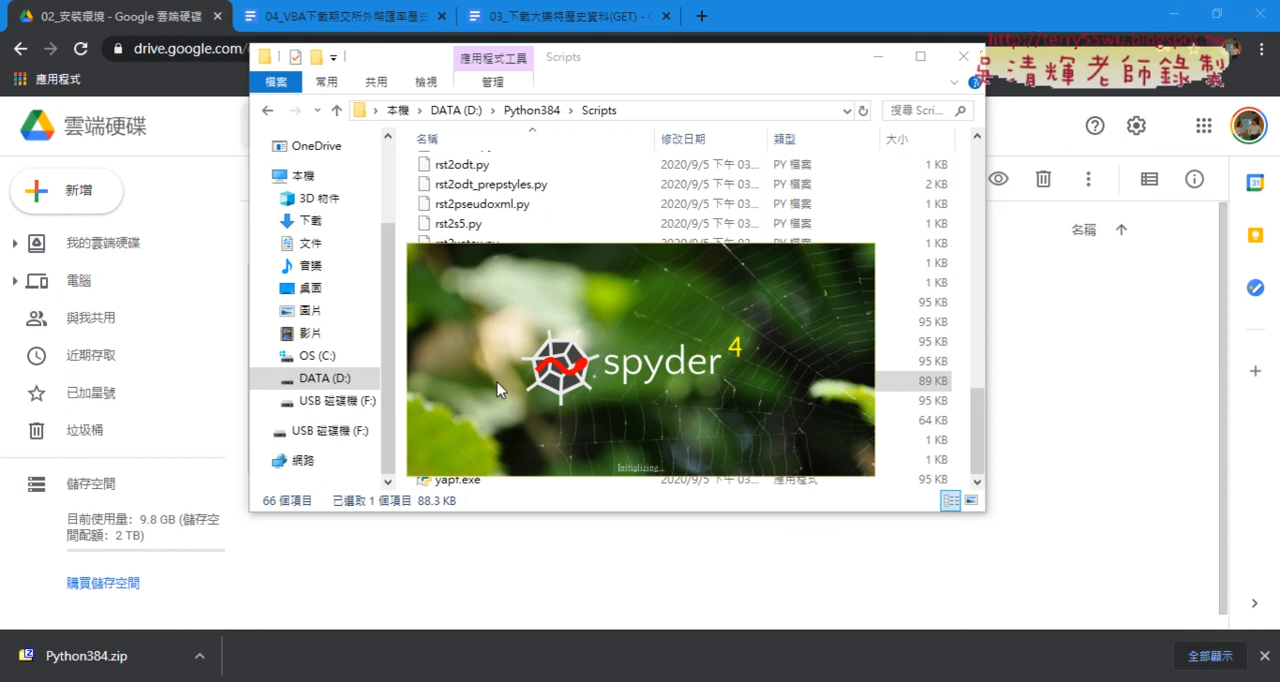 02_安裝環境 - Google 雲端硬碟
04_VBA下載期交所外幣匯率歷史
03_下載大樂透歷史資料(GET) - G
drive.google.com/
http://terry55wu.blogspot.tw
吳清輝老師錄製
應用程式
應用程式工具
Scripts
檔案
常用
共用
檢視
管理
本機 > DATA (D:) > Python384 > Scripts
搜尋 Scri...
雲端硬碟
新增
我的雲端硬碟
電腦
與我共用
近期存取
已加星號
垃圾桶
儲存空間
目前使用量：9.8 GB (儲存空
間配額：2 TB)
購買儲存空間
OneDrive
本機
3D 物件
下載
文件
音樂
桌面
圖片
影片
OS (C:)
DATA (D:)
USB 磁碟機 (F:)
USB 磁碟機 (F:)
網路
名稱 修改日期 類型 大小
rst2odt.py 2020/9/5 下午 03... PY 檔案 1 KB
rst2odt_prepstyles.py 2020/9/5 下午 03... PY 檔案 2 KB
rst2pseudoxml.py 2020/9/5 下午 03... PY 檔案 1 KB
rst2s5.py 2020/9/5 下午 03... PY 檔案 1 KB
1 KB
1 KB
1 KB
95 KB
95 KB
95 KB
95 KB
89 KB
95 KB
64 KB
1 KB
1 KB
spyder 4
Initializing...
yapf.exe 2020/9/5 下午 03... 應用程式 95 KB
66 個項目 已選取 1 個項目 88.3 KB
名稱
31
Python384.zip
全部顯示